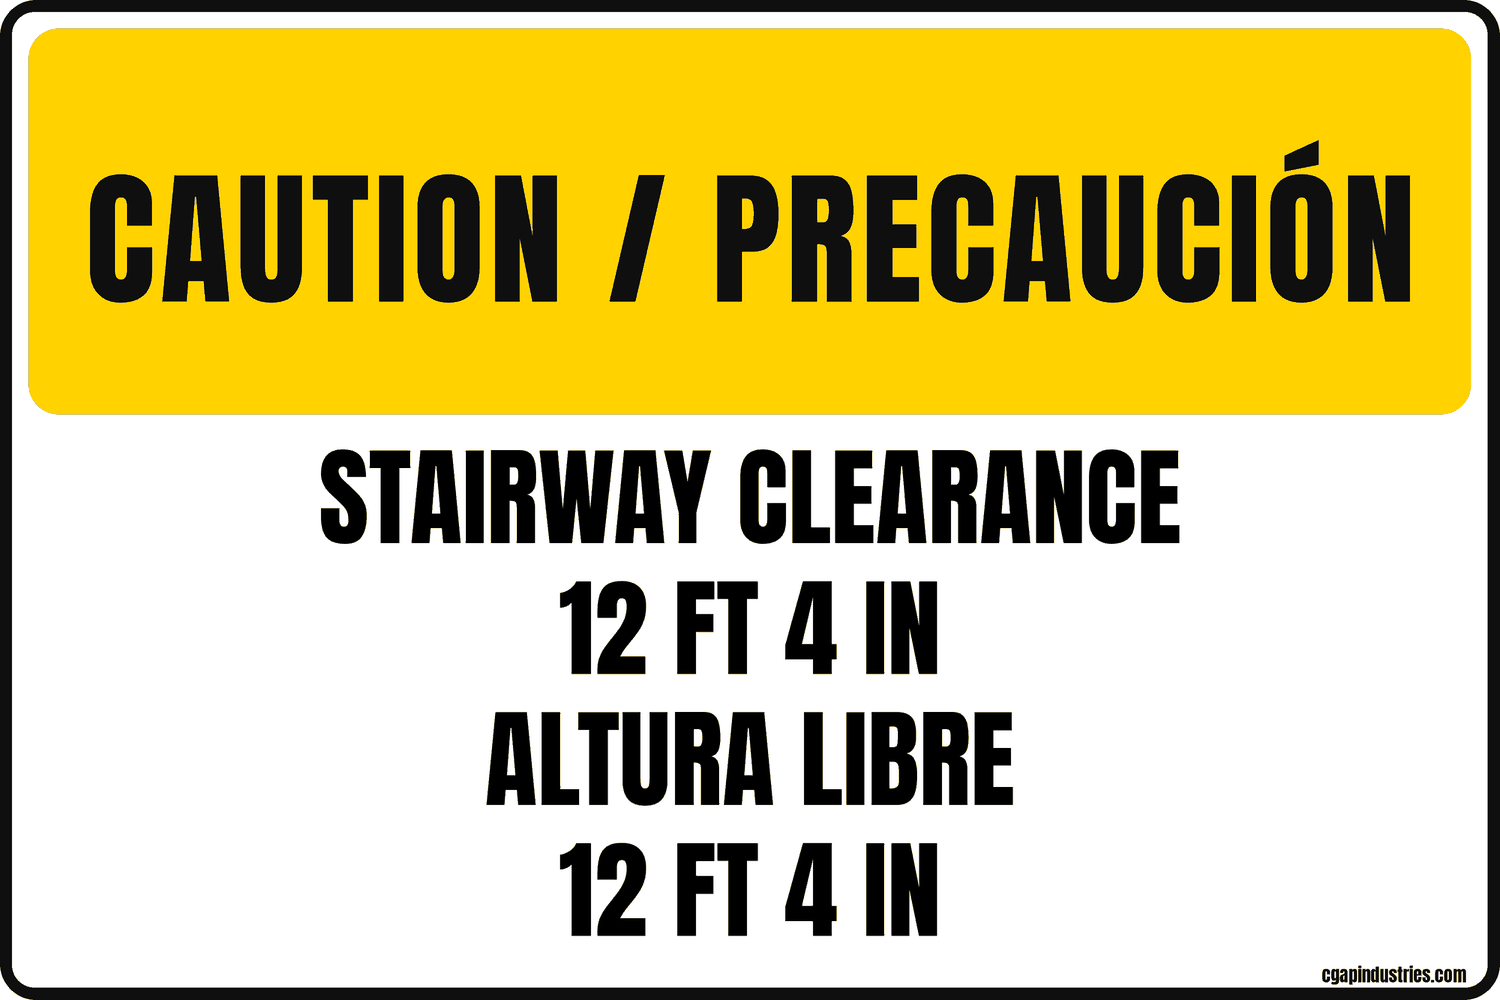 CAUTION / PRECAUCIÓN
STAIRWAY CLEARANCE
12 FT 4 IN
ALTURA LIBRE
12 FT 4 IN
cgapindustries.com